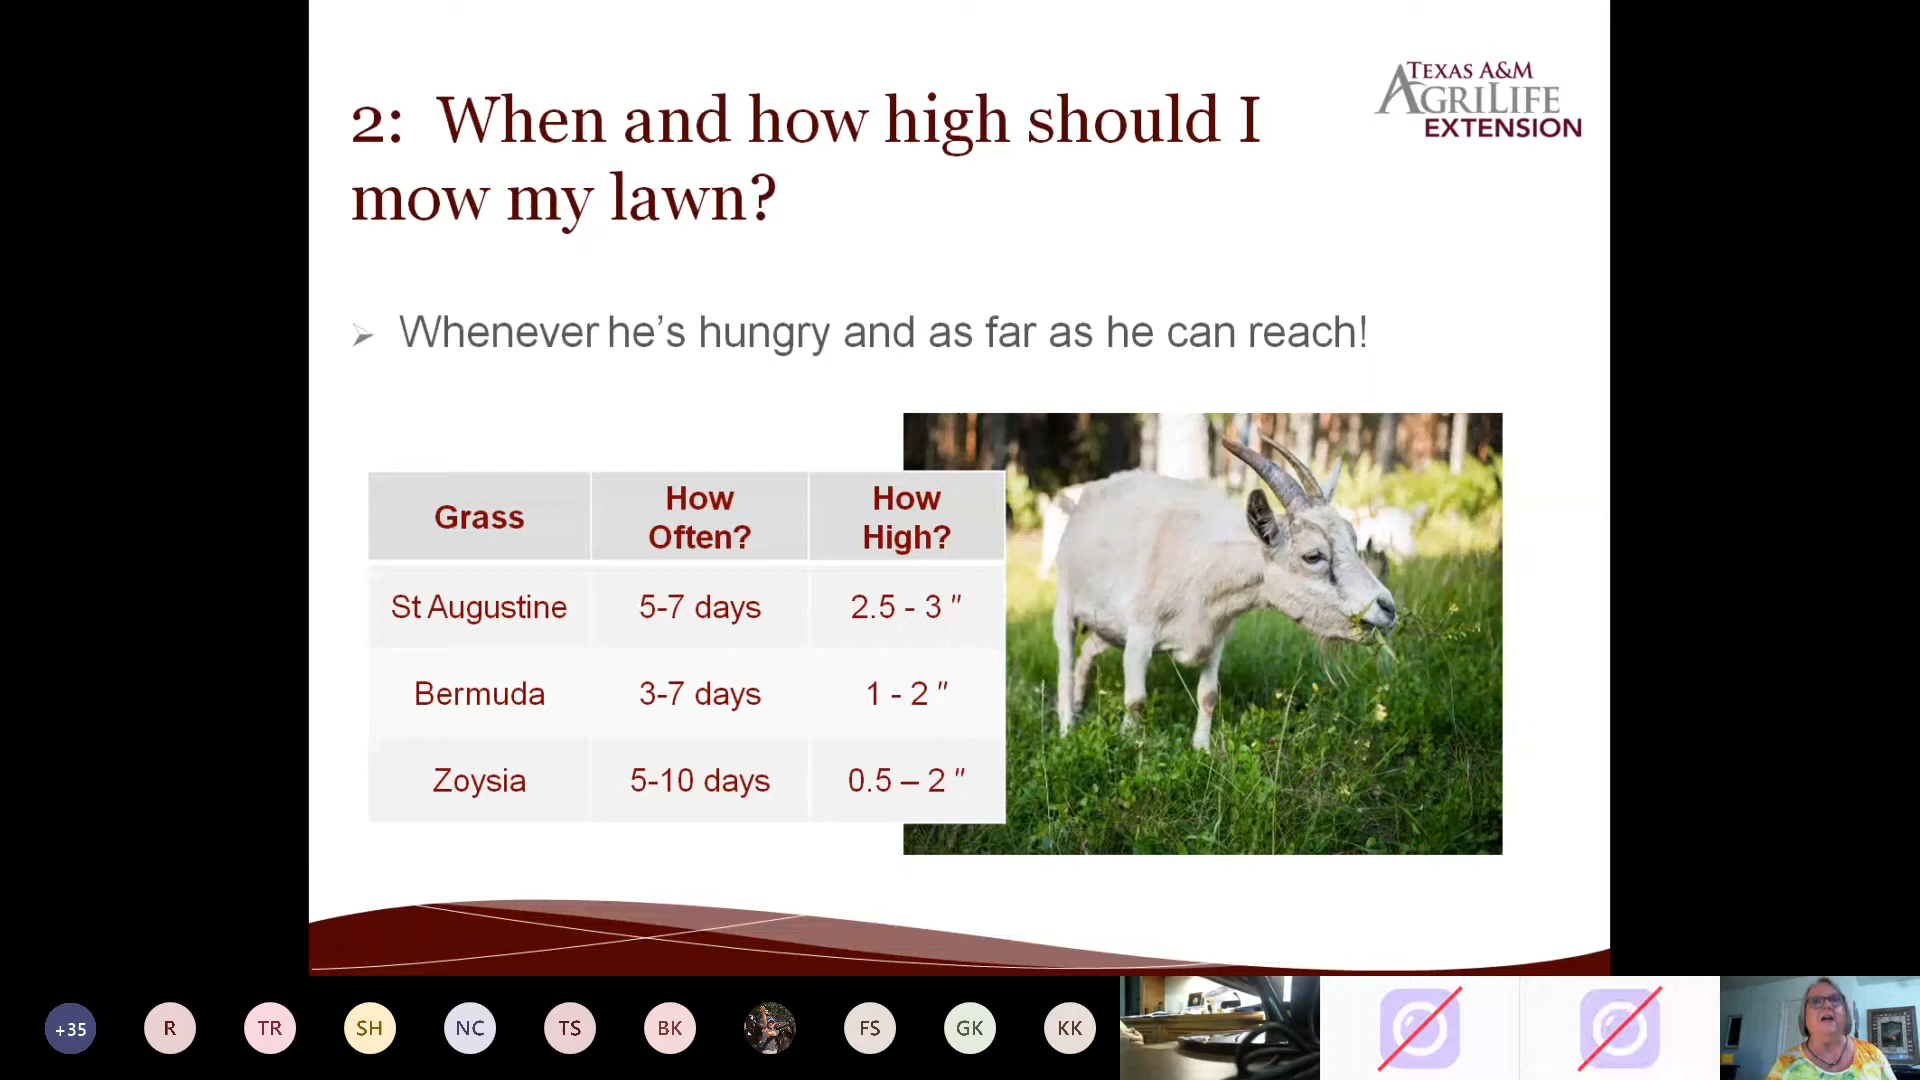 TEXAS A&M
AGRILIFE
EXTENSION
2: When and how high should I
mow my lawn?
Whenever he's hungry and as far as he can reach!
Grass How Often? How High?
St Augustine 5-7 days 2.5 - 3 "
Bermuda 3-7 days 1 - 2 "
Zoysia 5-10 days 0.5 – 2 "
+35 R TR SH NC TS BK FS GK KK